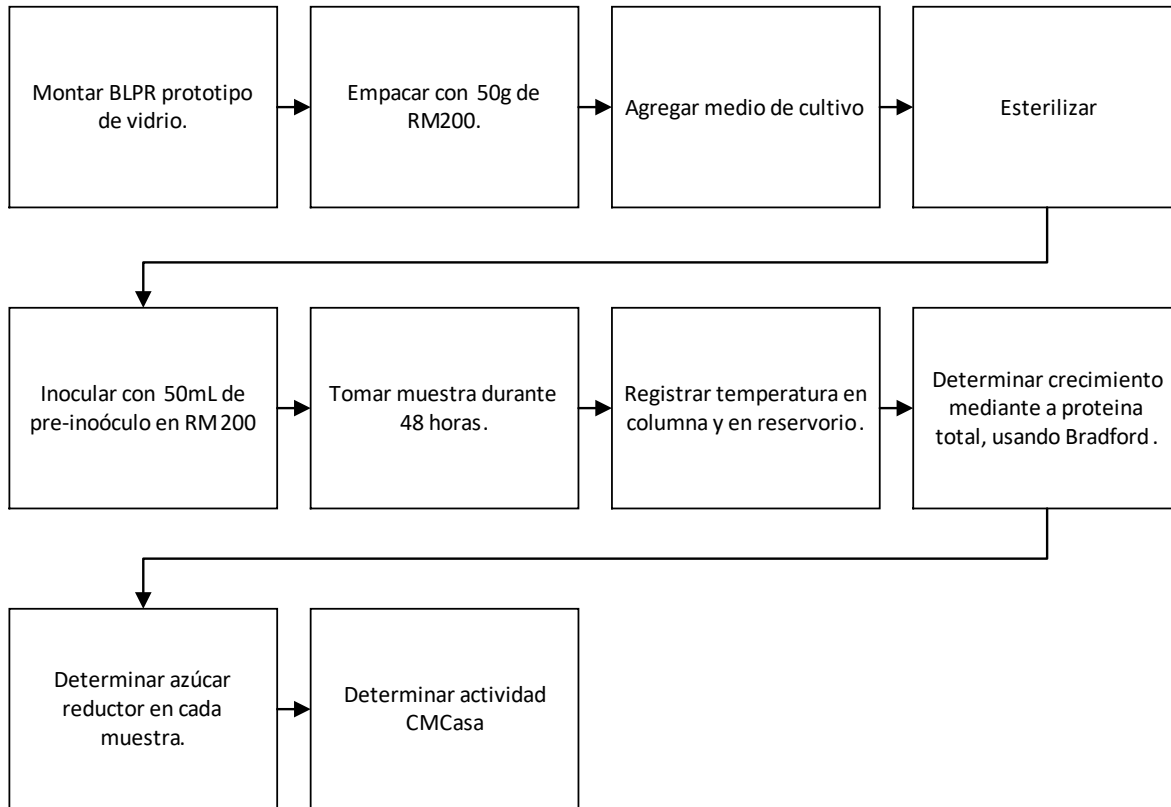 Montar BLPR prototipo
de vidrio.
Empacar con 50g de
RM200.
Agregar medio de cultivo
Esterilizar
Inocular con 50mL de
pre-inoóculo en RM200
Tomar muestra durante
48 horas.
Registrar temperatura en
columna y en reservorio.
Determinar crecimiento
mediante a proteina
total, usando Bradford.
Determinar azúcar
reductor en cada
muestra.
Determinar actividad
CMCasa